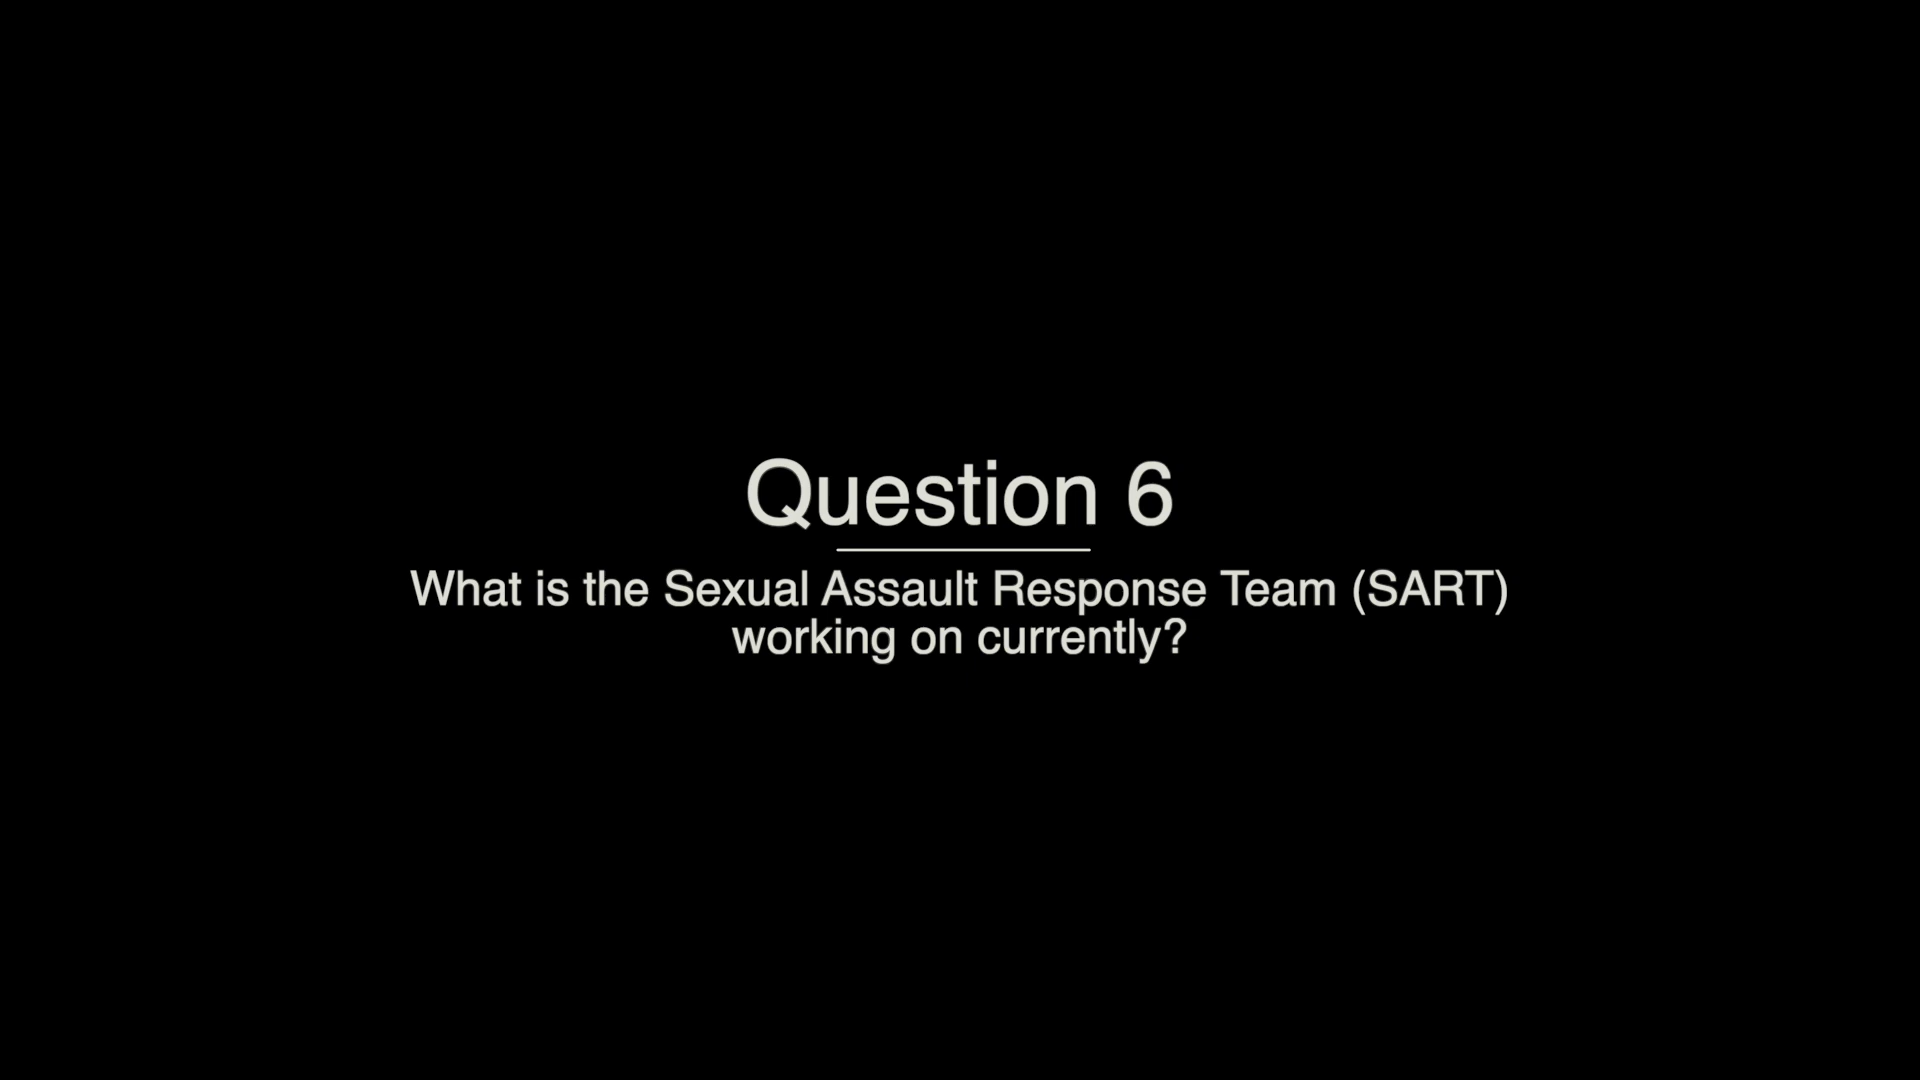 Question 6
What is the Sexual Assault Response Team (SART)
working on currently?